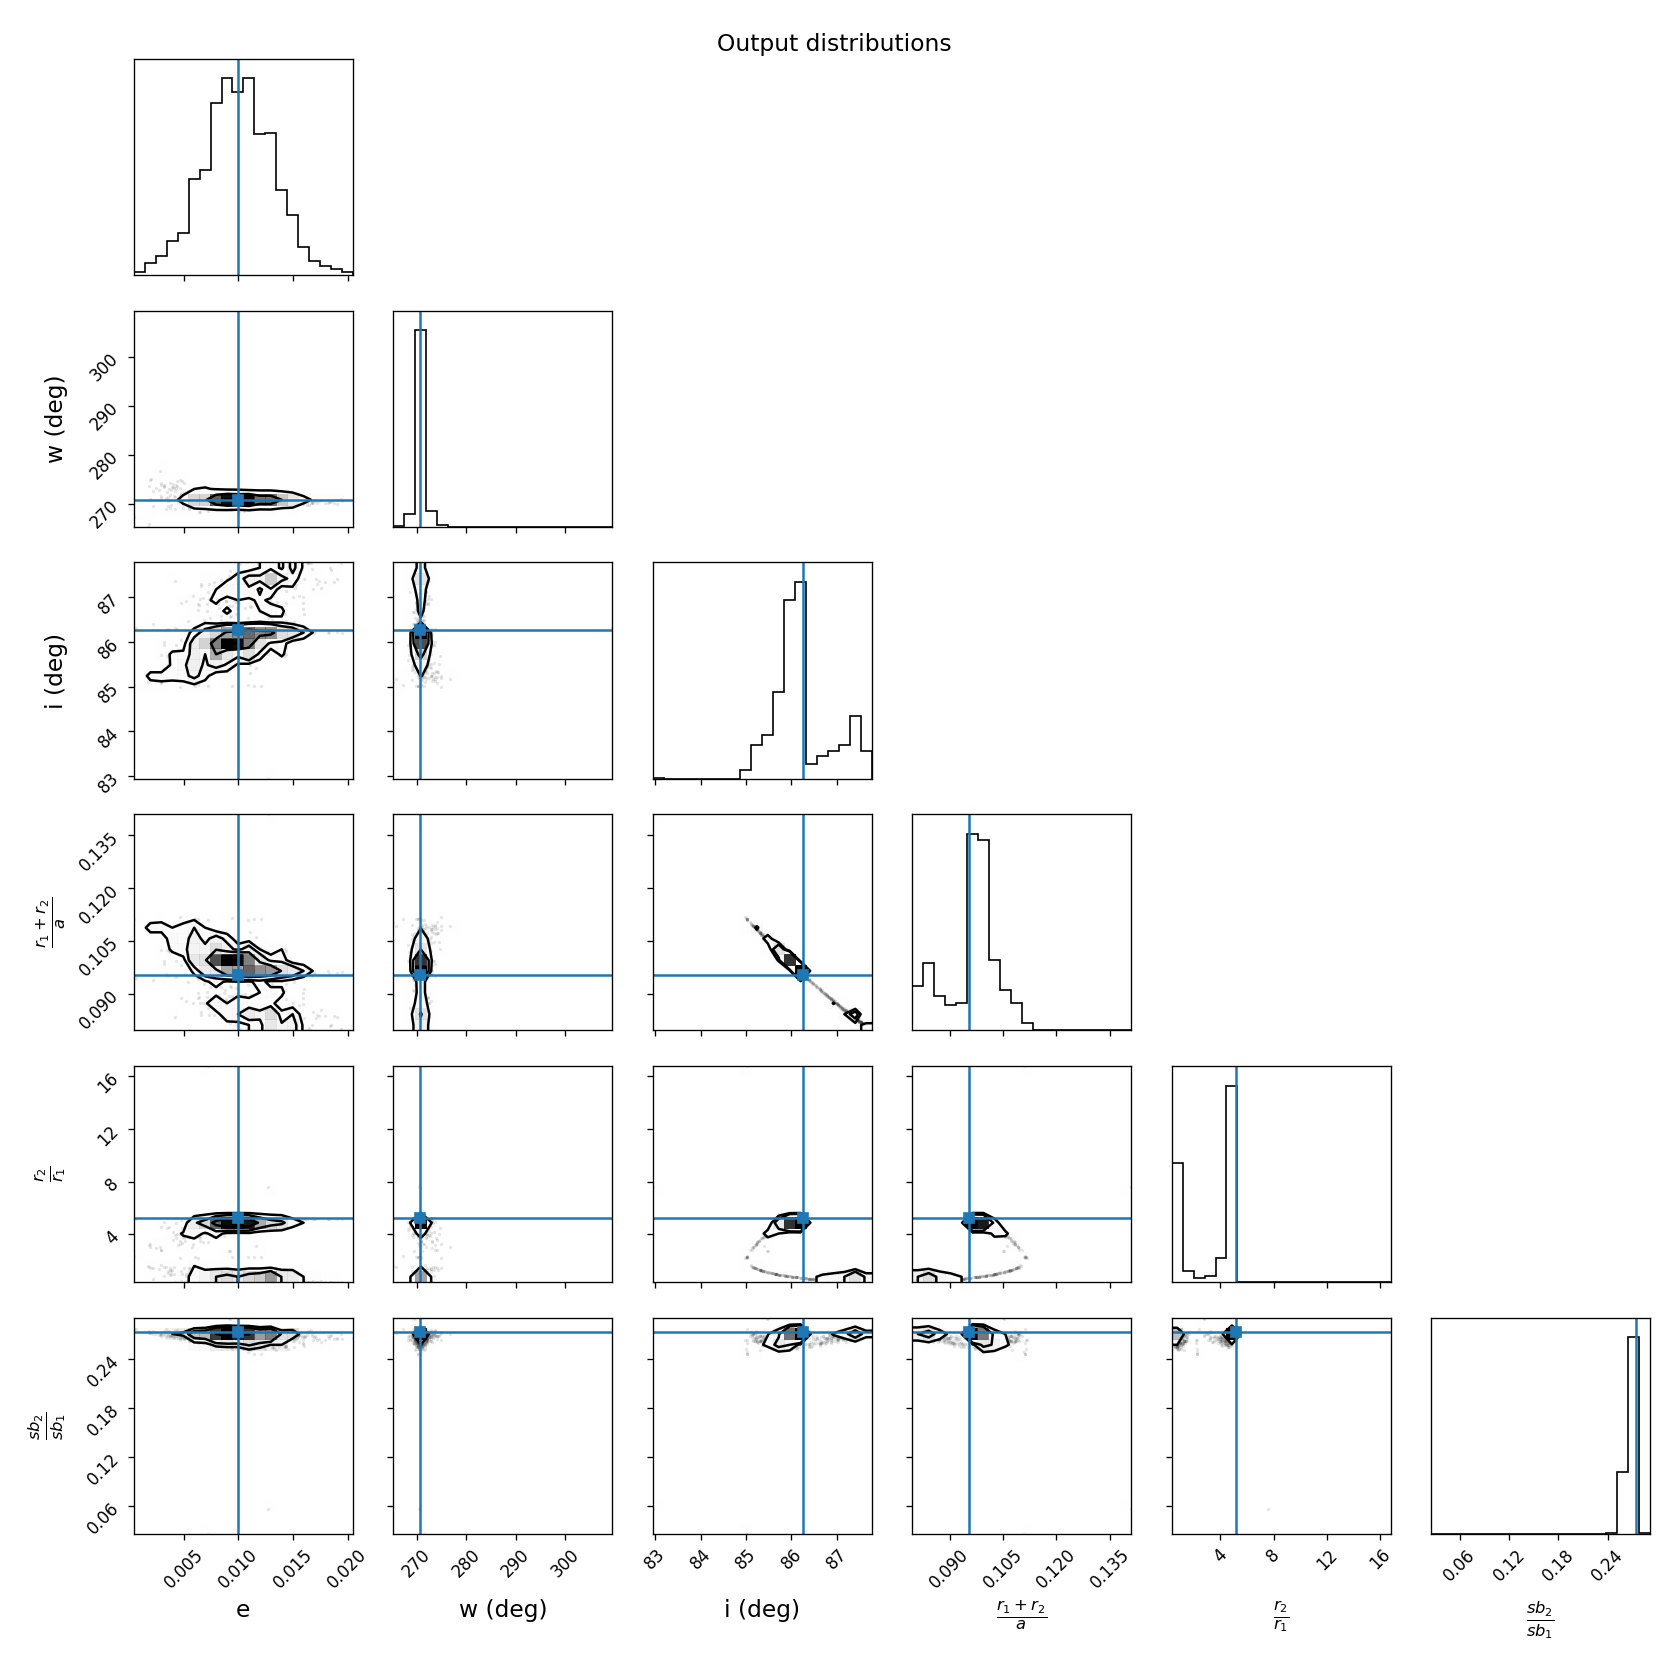 Output distributions
w (deg)
300
290
280
270
i (deg)
87
86
85
84
83
r₁ + r₂
a
0.135
0.120
0.105
0.090
r₂
r₁
16
12
8
4
sb₂
sb₁
0.24
0.18
0.12
0.06
0.005 0.010 0.015 0.020 270 280 290 300 83 84 85 86 87 0.090 0.105 0.120 0.135 4 8 12 16 0.06 0.12 0.18 0.24
e w (deg) i (deg) r₁ + r₂ r₂ sb₂
a r₁ sb₁